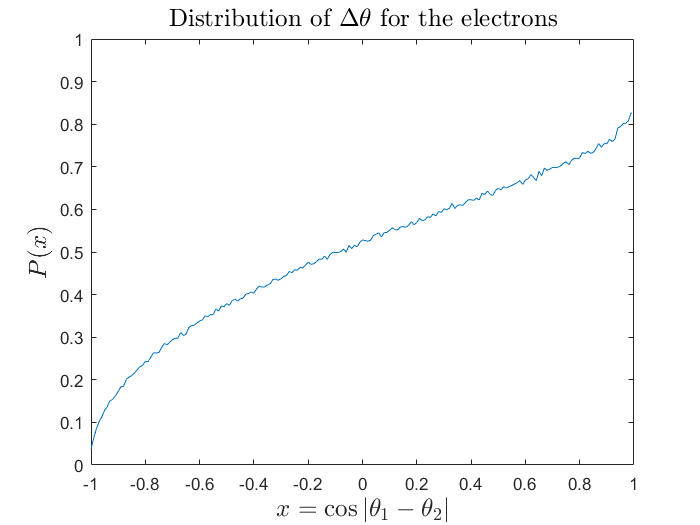 Distribution of Δθ for the electrons
1
0.9
0.8
0.7
0.6
0.5
0.4
0.3
0.2
0.1
0
P(x)
-1 -0.8 -0.6 -0.4 -0.2 0 0.2 0.4 0.6 0.8 1
x = cos |θ₁ − θ₂|